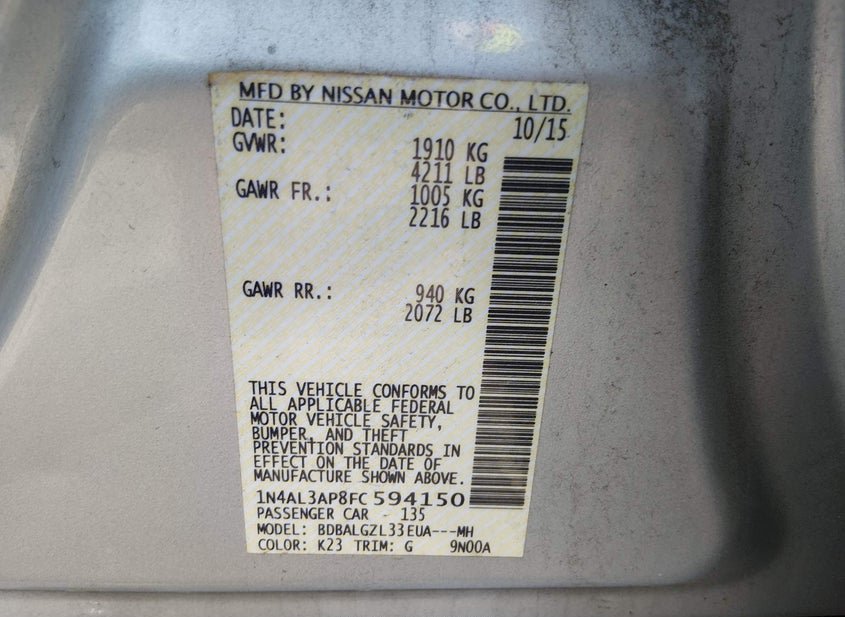 MFD BY NISSAN MOTOR CO., LTD.
DATE: 10/15
GVWR: 1910 KG
4211 LB
GAWR FR.: 1005 KG
2216 LB
GAWR RR.: 940 KG
2072 LB
THIS VEHICLE CONFORMS TO
ALL APPLICABLE FEDERAL
MOTOR VEHICLE SAFETY,
BUMPER, AND THEFT
PREVENTION STANDARDS IN
EFFECT ON THE DATE OF
MANUFACTURE SHOWN ABOVE.
1N4AL3AP8FC594150
PASSENGER CAR - 135
MODEL: BDBALGZL33EUA---MH
COLOR: K23 TRIM: G 9N00A